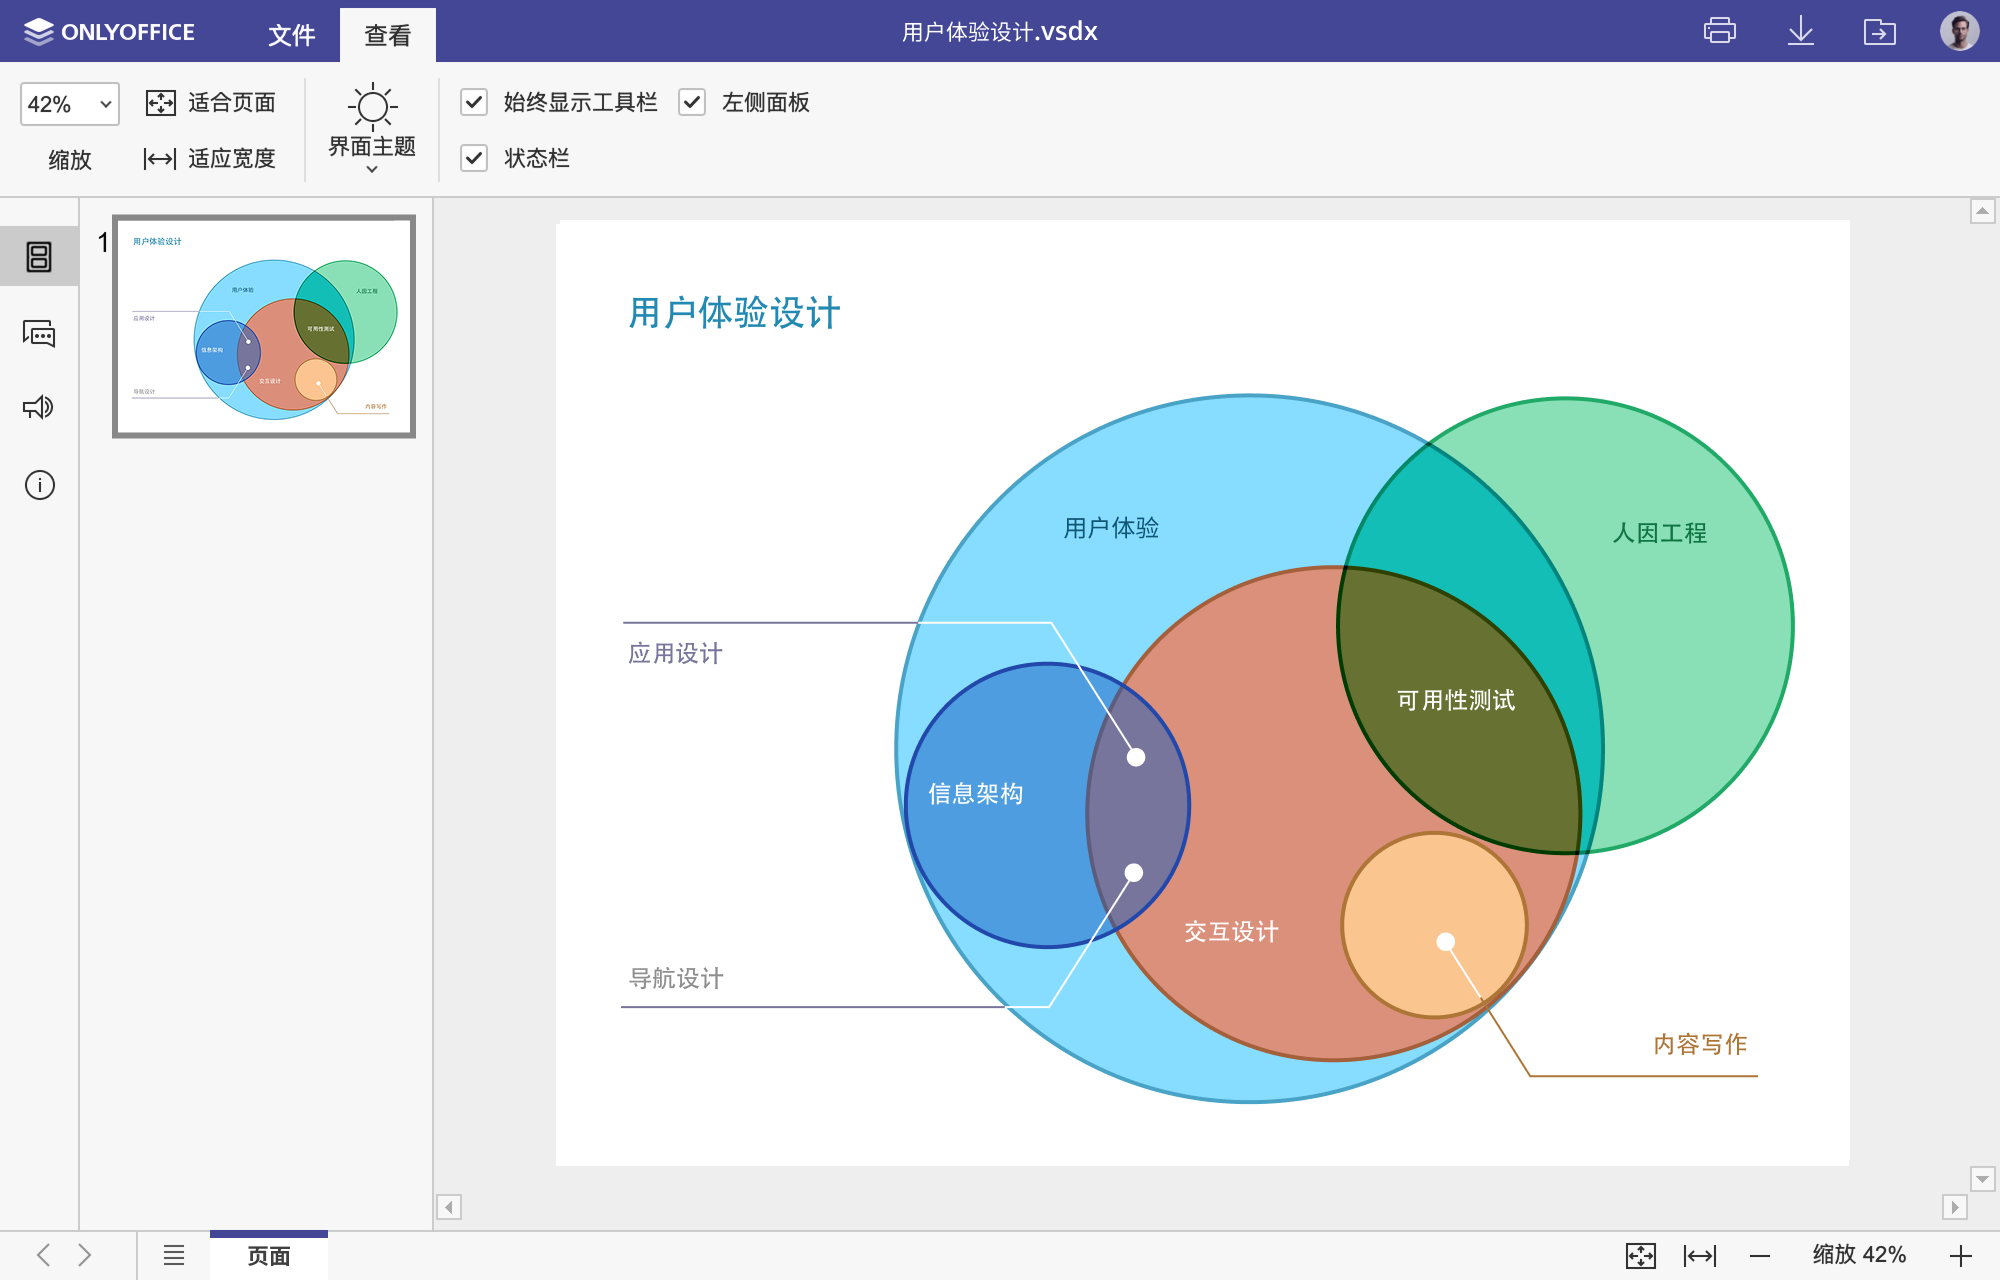 ONLYOFFICE
文件
查看
用户体验设计.vsdx
42%
适合页面
始终显示工具栏
左侧面板
缩放
适应宽度
界面主题
状态栏
1
用户体验设计
用户体验
人因工程
应用设计
可用性测试
信息架构
交互设计
导航设计
内容写作
用户体验设计
用户体验
人因工程
应用设计
可用性测试
信息架构
交互设计
导航设计
内容写作
页面
缩放 42%